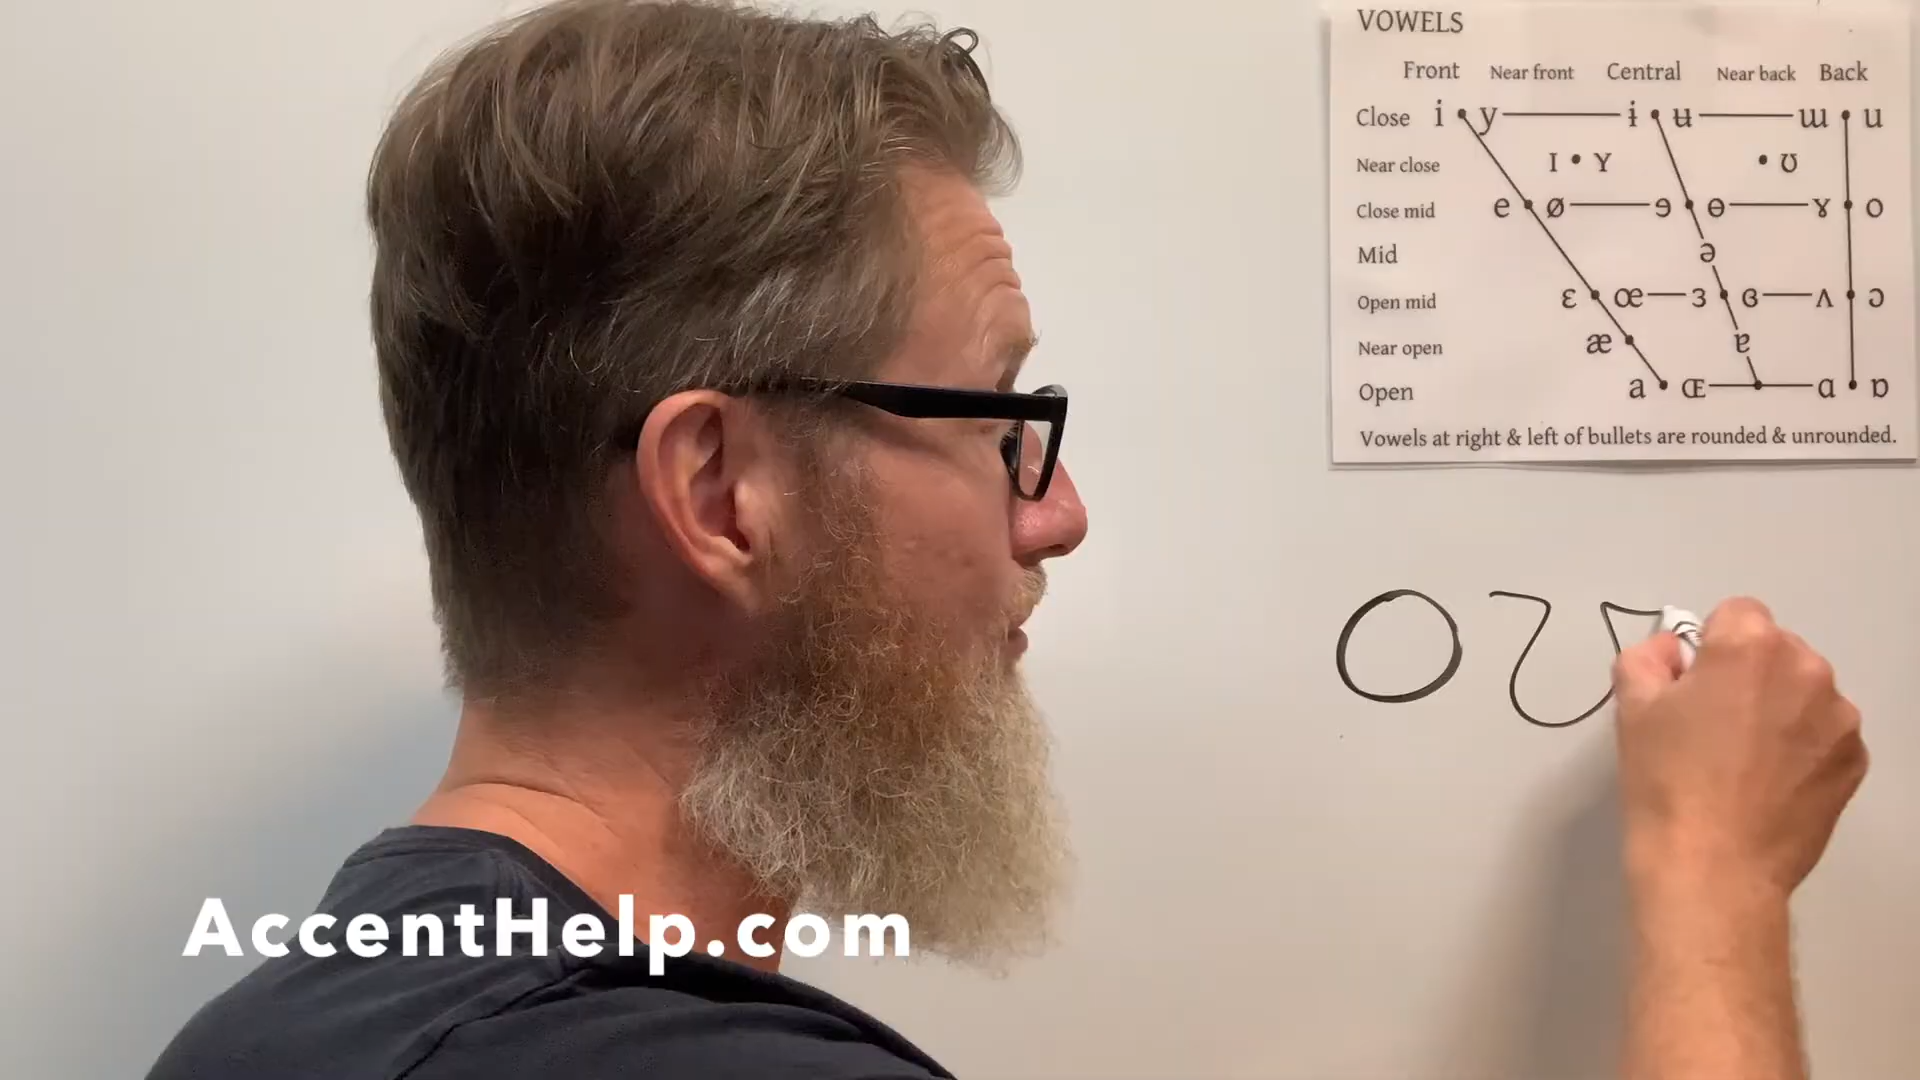 VOWELS
Front Near front Central Near back Back
Close i • y ɨ • ʉ ɯ • u
Near close ɪ • ʏ • ʊ
Close mid e • ø ɘ • ɵ ɤ • o
Mid ə
Open mid ɛ • œ ɜ • ɞ ʌ • ɔ
Near open æ • ɐ
Open a • ɶ • ɑ • ɒ
Vowels at right & left of bullets are rounded & unrounded.
oʊ
AccentHelp.com